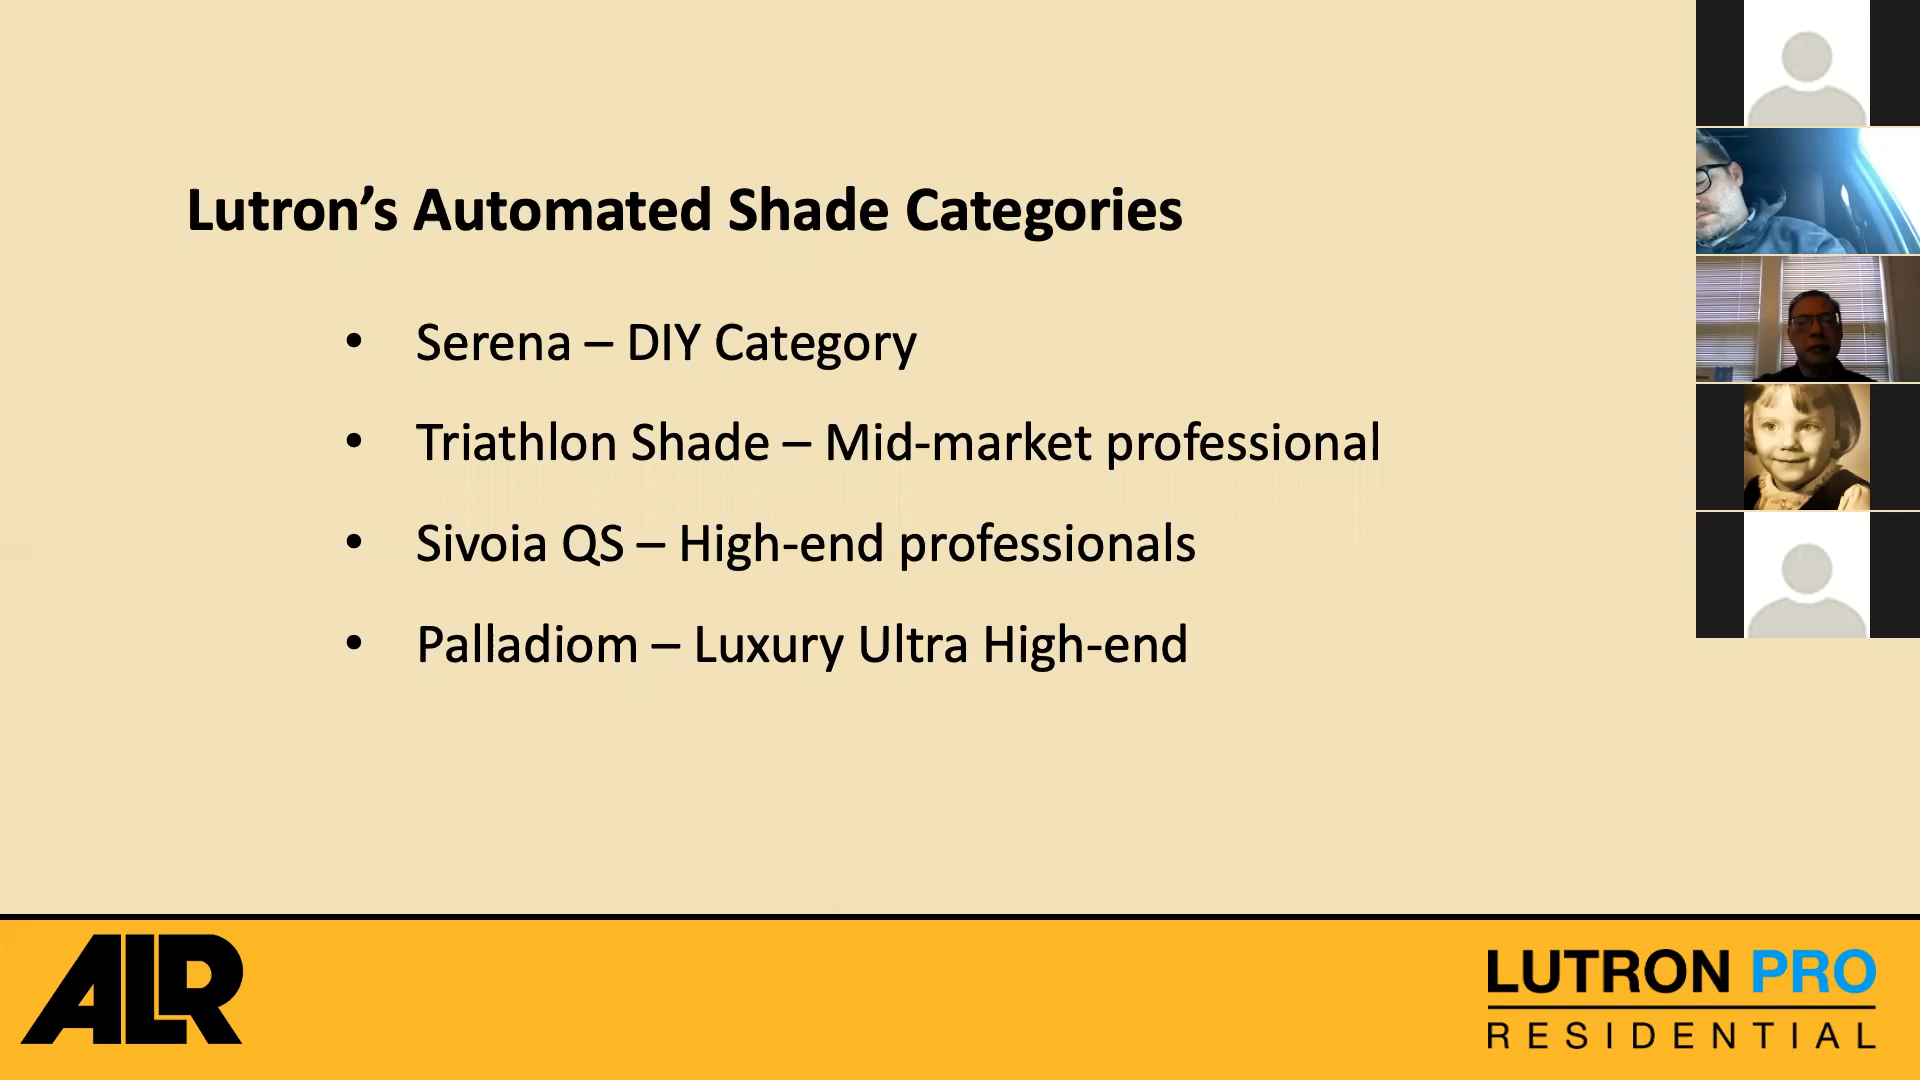 Lutron’s Automated Shade Categories
• Serena – DIY Category
• Triathlon Shade – Mid-market professional
• Sivoia QS – High-end professionals
• Palladiom – Luxury Ultra High-end
ALR
LUTRON PRO
RESIDENTIAL